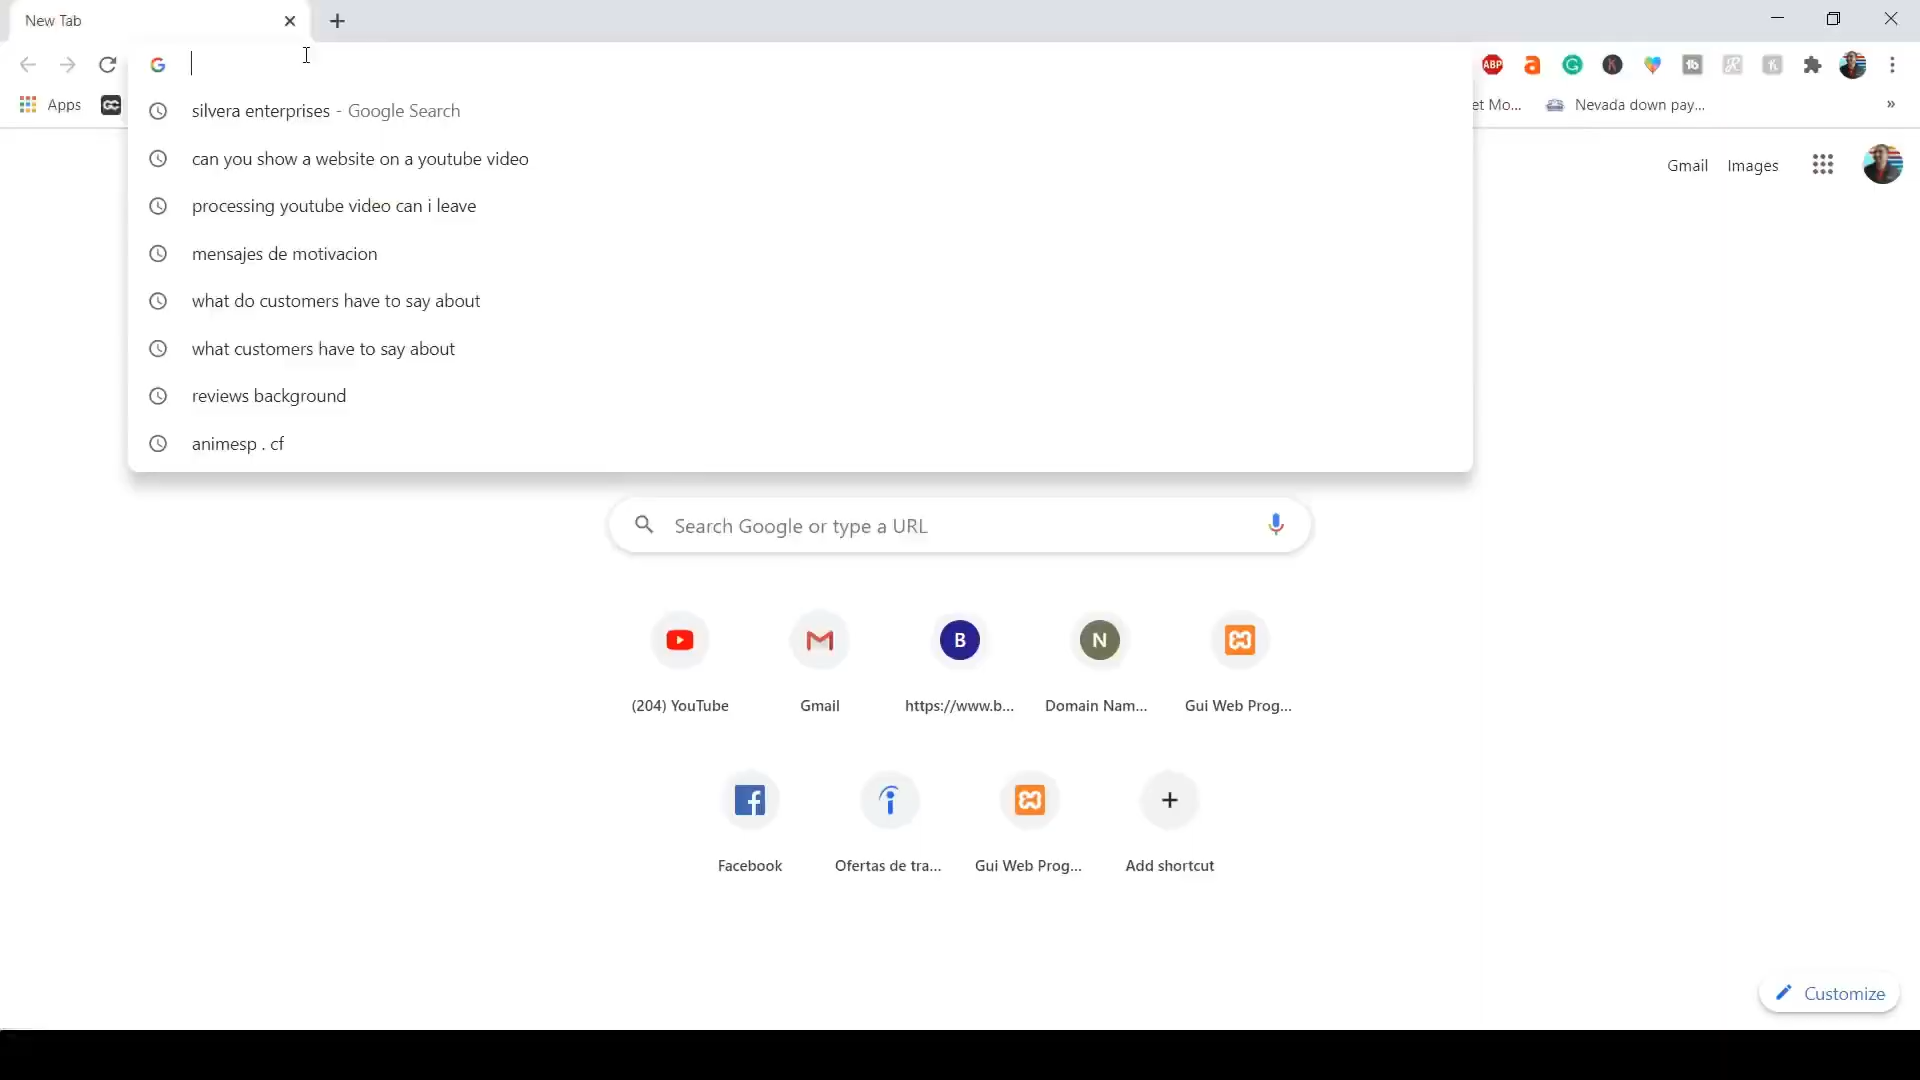 New Tab
silvera enterprises - Google Search
can you show a website on a youtube video
processing youtube video can i leave
mensajes de motivacion
what do customers have to say about
what customers have to say about
reviews background
animesp . cf
ABP
Apps
GC
et Mo...
Nevada down pay...
»
Gmail
Images
Search Google or type a URL
B
N
(204) YouTube
Gmail
https://www.b...
Domain Nam...
Gui Web Prog...
Facebook
Ofertas de tra...
Gui Web Prog...
Add shortcut
Customize